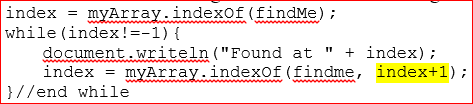 index = myArray.indexOf(findMe);
while(index!=-1){
document.writeln("Found at " + index);
index = myArray.indexOf(findme, index+1);
}//end while